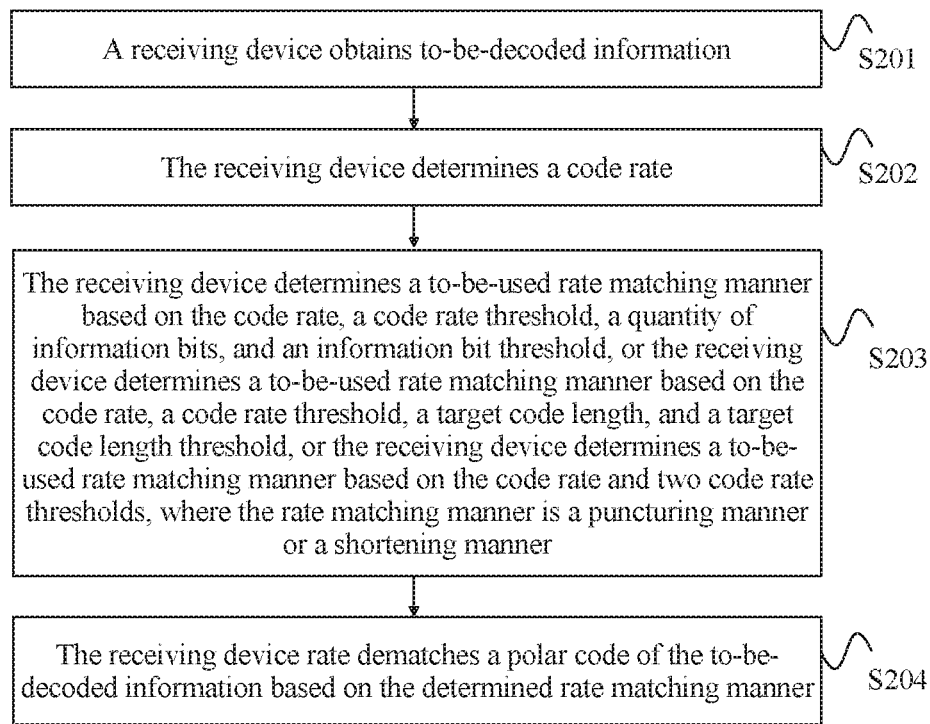 A receiving device obtains to-be-decoded information
S201
The receiving device determines a code rate
S202
The receiving device determines a to-be-used rate matching manner
based on the code rate, a code rate threshold, a quantity of
information bits, and an information bit threshold, or the receiving
device determines a to-be-used rate matching manner based on the
code rate, a code rate threshold, a target code length, and a target
code length threshold, or the receiving device determines a to-be-
used rate matching manner based on the code rate and two code rate
thresholds, where the rate matching manner is a puncturing manner
or a shortening manner
S203
The receiving device rate dematches a polar code of the to-be-
decoded information based on the determined rate matching manner
S204